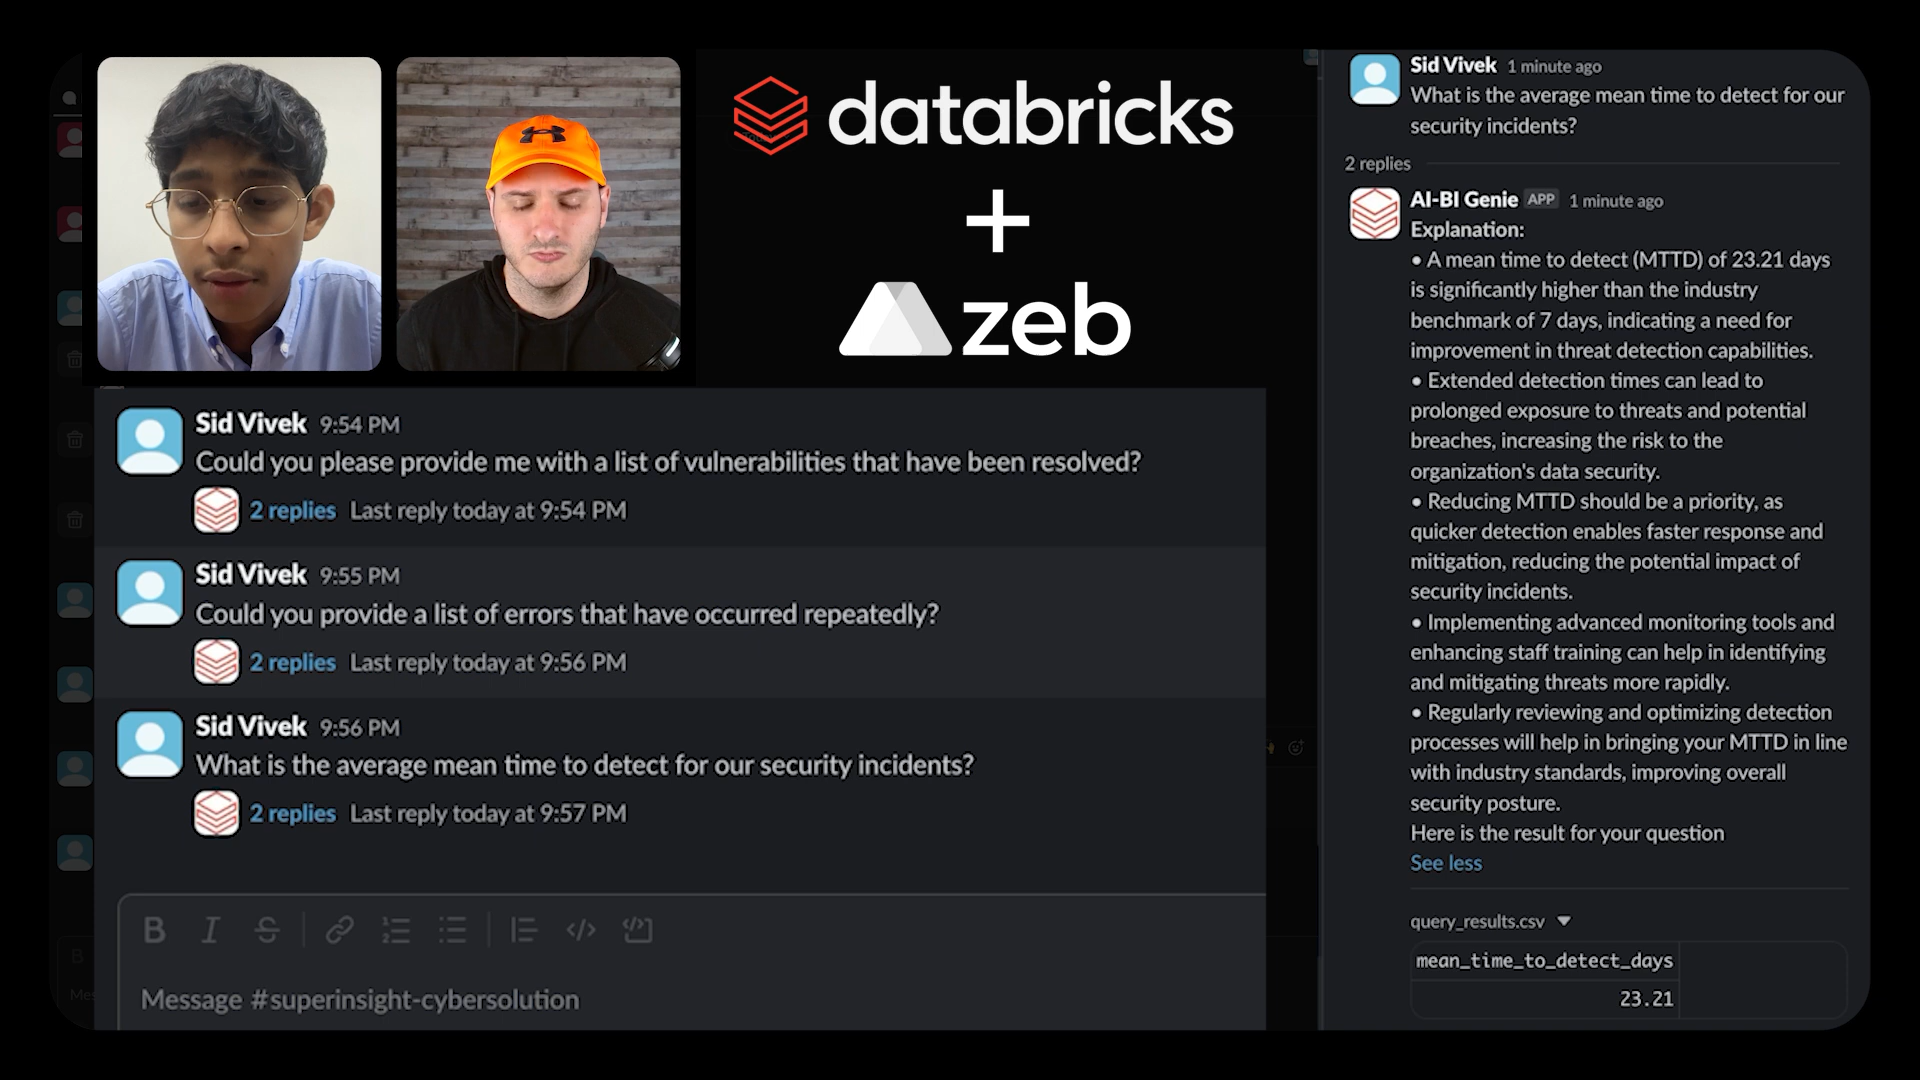 databricks
+
zeb
Sid Vivek 9:54 PM
Could you please provide me with a list of vulnerabilities that have been resolved?
2 replies Last reply today at 9:54 PM
Sid Vivek 9:55 PM
Could you provide a list of errors that have occurred repeatedly?
2 replies Last reply today at 9:56 PM
Sid Vivek 9:56 PM
What is the average mean time to detect for our security incidents?
2 replies Last reply today at 9:57 PM
B I S
Message #superinsight-cybersolution
Sid Vivek 1 minute ago
What is the average mean time to detect for our
security incidents?
2 replies
AI-BI Genie APP 1 minute ago
Explanation:
• A mean time to detect (MTTD) of 23.21 days
is significantly higher than the industry
benchmark of 7 days, indicating a need for
improvement in threat detection capabilities.
• Extended detection times can lead to
prolonged exposure to threats and potential
breaches, increasing the risk to the
organization's data security.
• Reducing MTTD should be a priority, as
quicker detection enables faster response and
mitigation, reducing the potential impact of
security incidents.
• Implementing advanced monitoring tools and
enhancing staff training can help in identifying
and mitigating threats more rapidly.
• Regularly reviewing and optimizing detection
processes will help in bringing your MTTD in line
with industry standards, improving overall
security posture.
Here is the result for your question
See less
query_results.csv
mean_time_to_detect_days
23.21